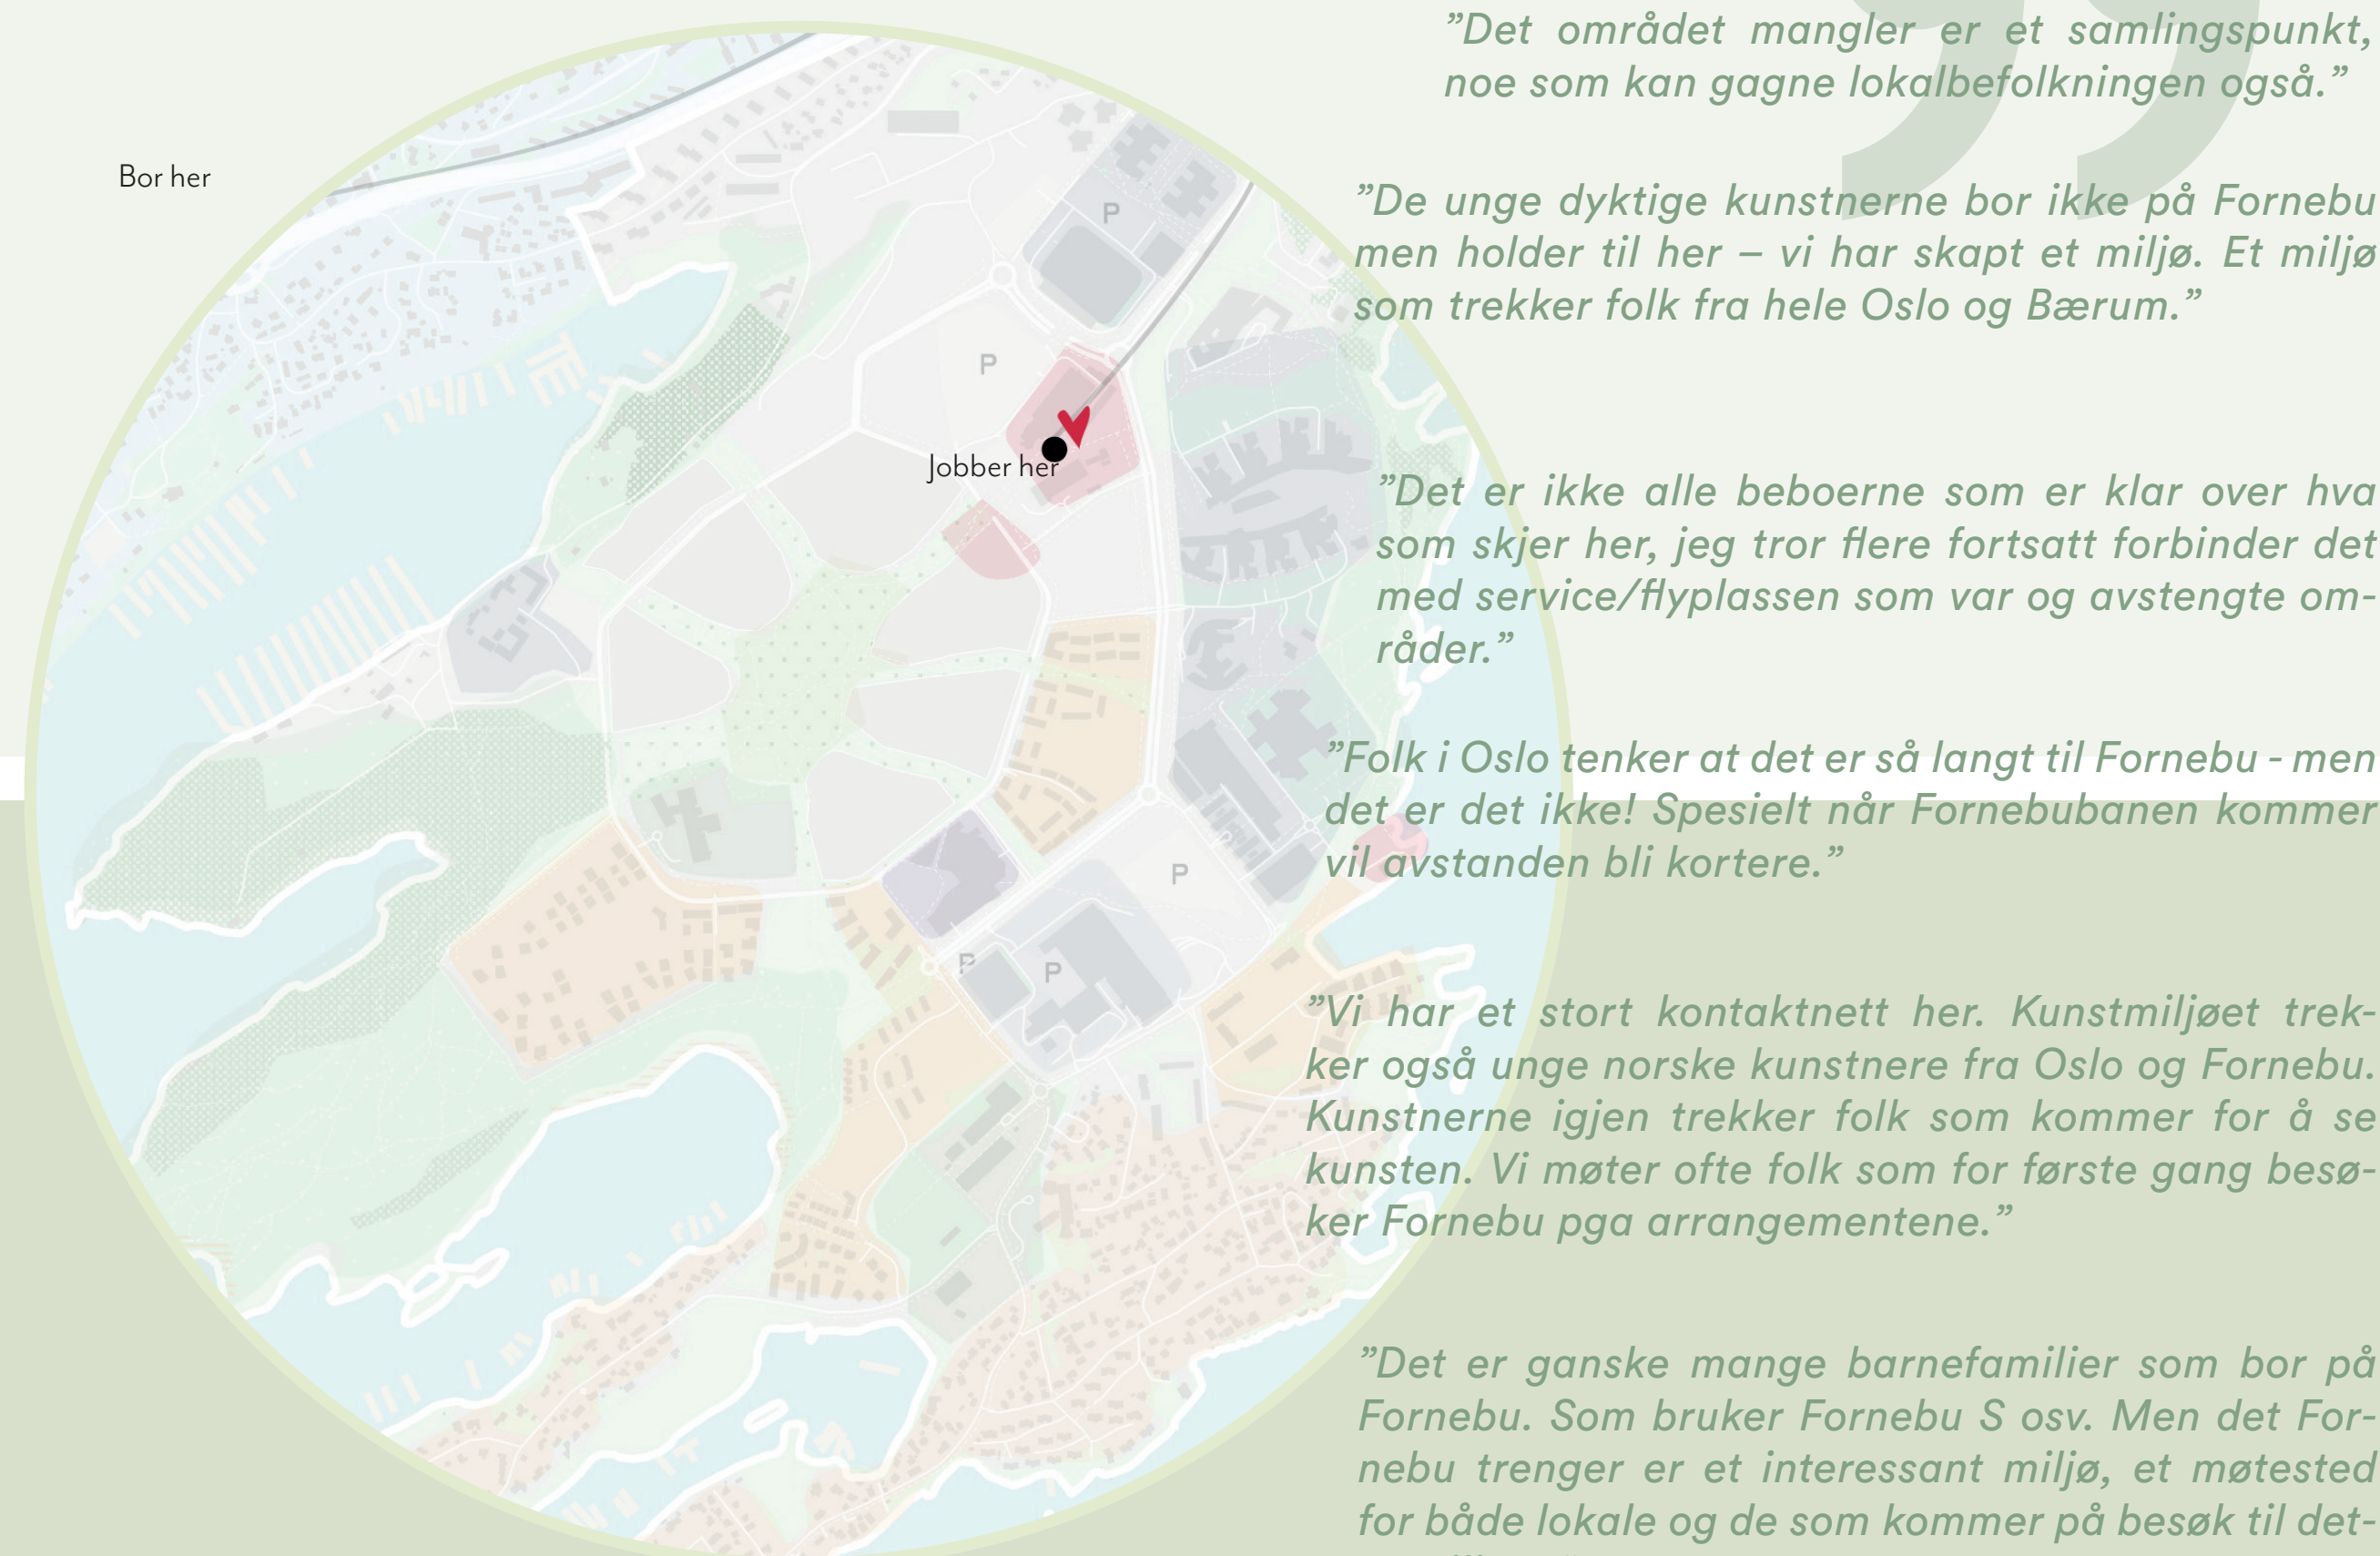 Bor her
P
P
Jobber her
P
P
P
”Det området mangler er et samlingspunkt,
noe som kan gagne lokalbefolkningen også.”
”De unge dyktige kunstnerne bor ikke på Fornebu
men holder til her – vi har skapt et miljø. Et miljø
som trekker folk fra hele Oslo og Bærum.”
”Det er ikke alle beboerne som er klar over hva
som skjer her, jeg tror flere fortsatt forbinder det
med service/flyplassen som var og avstengte om-
råder.”
”Folk i Oslo tenker at det er så langt til Fornebu - men
det er det ikke! Spesielt når Fornebubanen kommer
vil avstanden bli kortere.”
”Vi har et stort kontaktnett her. Kunstmiljøet trek-
ker også unge norske kunstnere fra Oslo og Fornebu.
Kunstnerne igjen trekker folk som kommer for å se
kunsten. Vi møter ofte folk som for første gang besø-
ker Fornebu pga arrangementene.”
”Det er ganske mange barnefamilier som bor på
Fornebu. Som bruker Fornebu S osv. Men det For-
nebu trenger er et interessant miljø, et møtested
for både lokale og de som kommer på besøk til det-